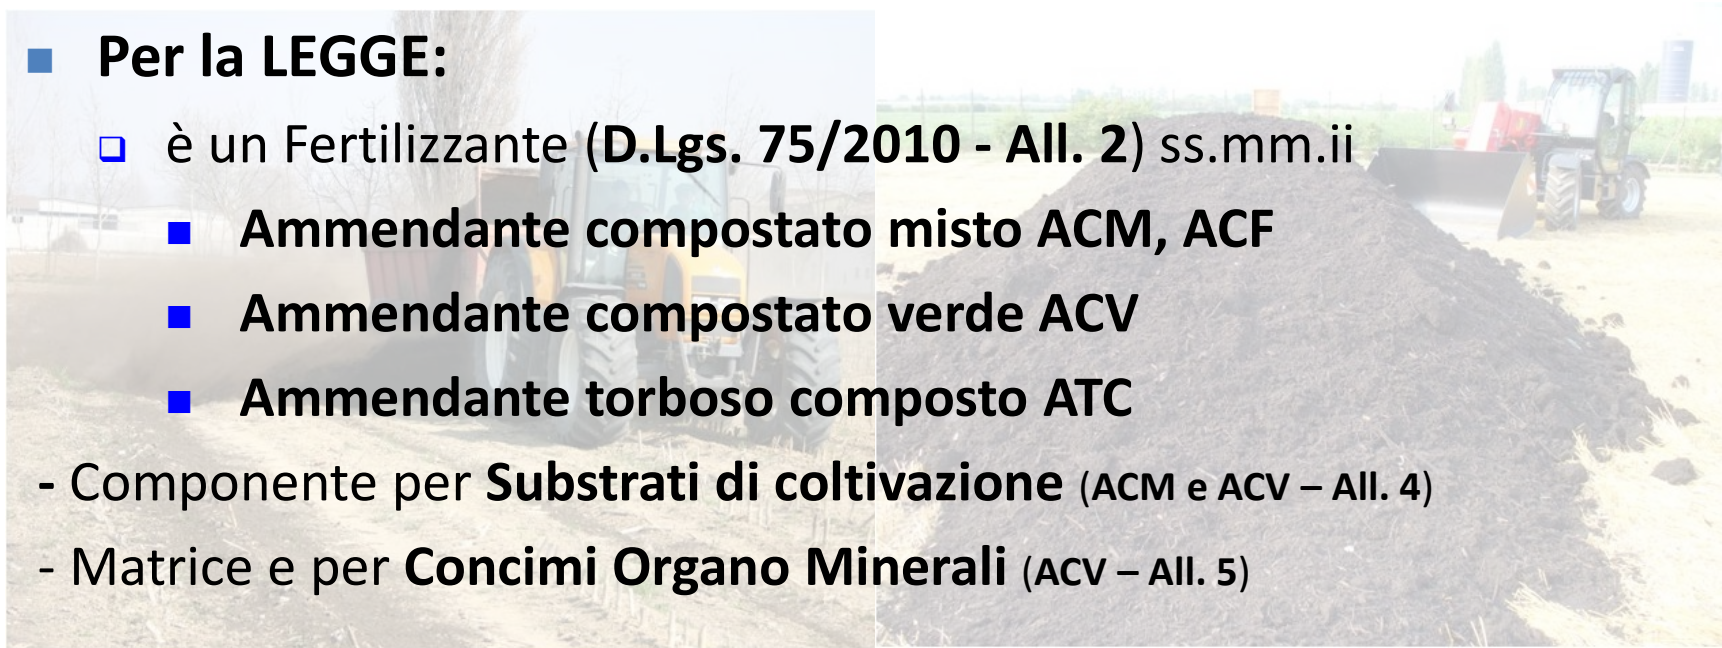 Per la LEGGE:
è un Fertilizzante (D.Lgs. 75/2010 - All. 2) ss.mm.ii
Ammendante compostato misto ACM, ACF
Ammendante compostato verde ACV
Ammendante torboso composto ATC
- Componente per Substrati di coltivazione (ACM e ACV – All. 4)
- Matrice e per Concimi Organo Minerali (ACV – All. 5)